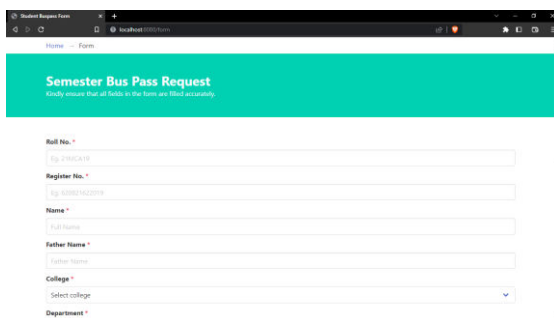 Student Buspass Form
localhost:8080/form
Home — Form
Semester Bus Pass Request
Kindly ensure that all fields in the form are filled accurately.
Roll No. *
Register No. *
Name *
Full Name
Father Name *
Father Name
College *
Select college
Department *